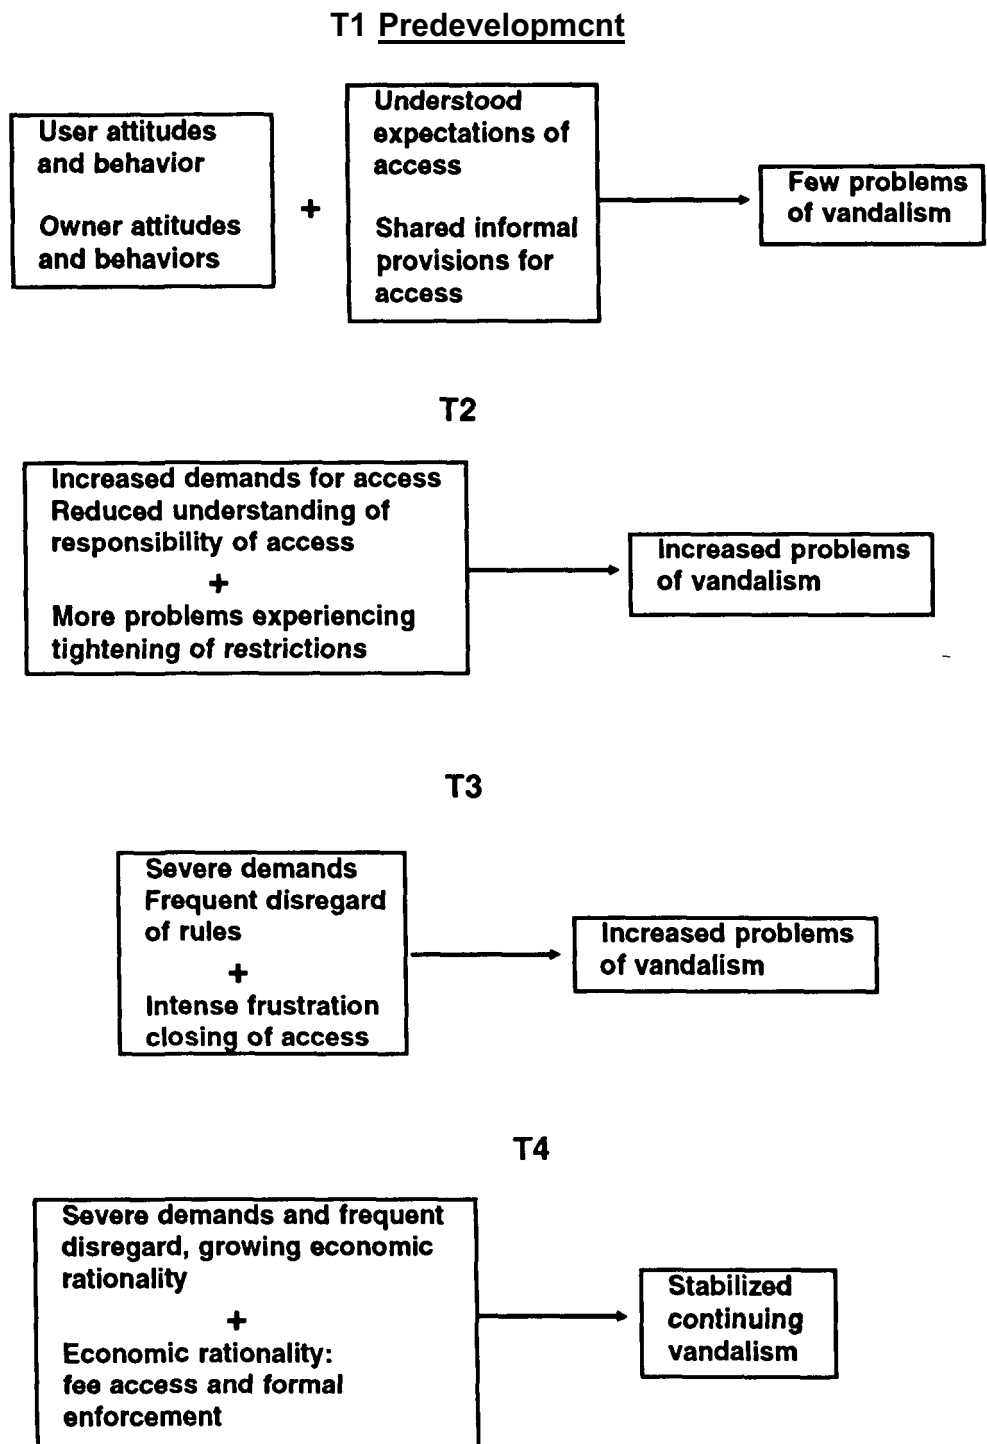 T1 Predevelopmcnt
User attitudes
and behavior
Owner attitudes
and behaviors
+
Understood
expectations of
access
Shared informal
provisions for
access
Few problems
of vandalism
T2
Increased demands for access
Reduced understanding of
responsibility of access
+
More problems experiencing
tightening of restrictions
Increased problems
of vandalism
T3
Severe demands
Frequent disregard
of rules
+
Intense frustration
closing of access
Increased problems
of vandalism
T4
Severe demands and frequent
disregard, growing economic
rationality
+
Economic rationality:
fee access and formal
enforcement
Stabilized
continuing
vandalism